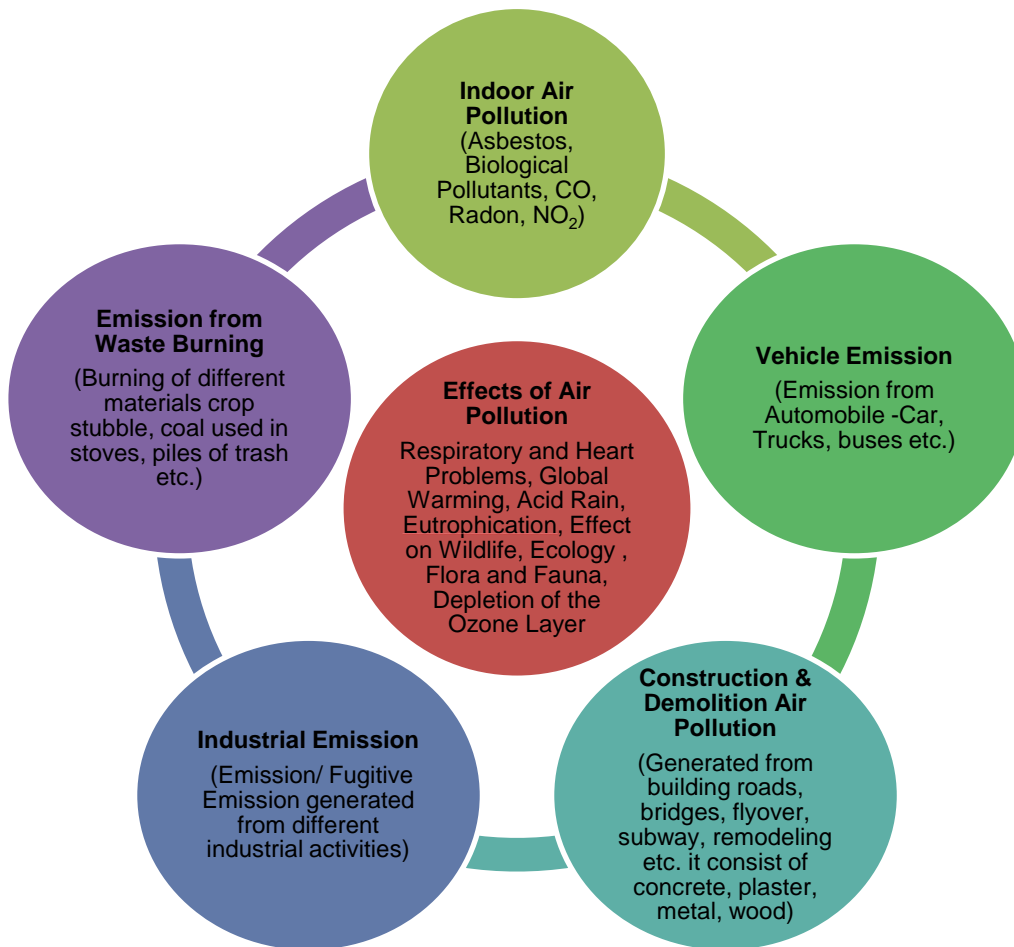 Indoor Air
Pollution
(Asbestos,
Biological
Pollutants, CO,
Radon, NO₂)
Vehicle Emission
(Emission from
Automobile -Car,
Trucks, buses etc.)
Construction &
Demolition Air
Pollution
(Generated from
building roads,
bridges, flyover,
subway, remodeling
etc. it consist of
concrete, plaster,
metal, wood)
Industrial Emission
(Emission/ Fugitive
Emission generated
from different
industrial activities)
Emission from
Waste Burning
(Burning of different
materials crop
stubble, coal used in
stoves, piles of trash
etc.)
Effects of Air
Pollution
Respiratory and Heart
Problems, Global
Warming, Acid Rain,
Eutrophication, Effect
on Wildlife, Ecology ,
Flora and Fauna,
Depletion of the
Ozone Layer